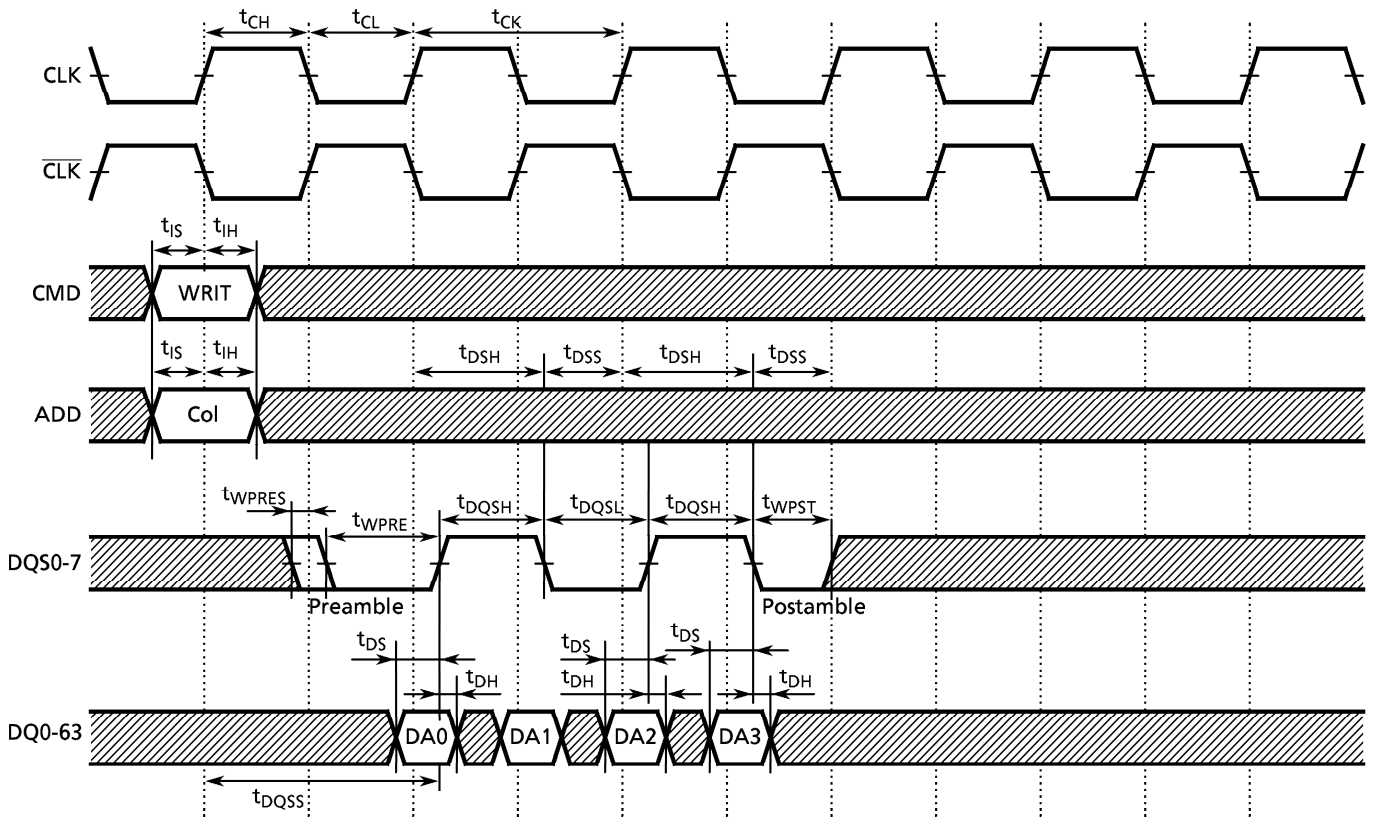 tCH tCL tCK
CLK
CLK
tIS tIH
CMD WRIT
tIS tIH tDSH tDSS tDSH tDSS
ADD Col
tWPRES tWPRE tDQSH tDQSL tDQSH tWPST
DQS0-7
Preamble Postamble
tDS tDS tDS
tDH tDH tDH
DQ0-63 DA0 DA1 DA2 DA3
tDQSS